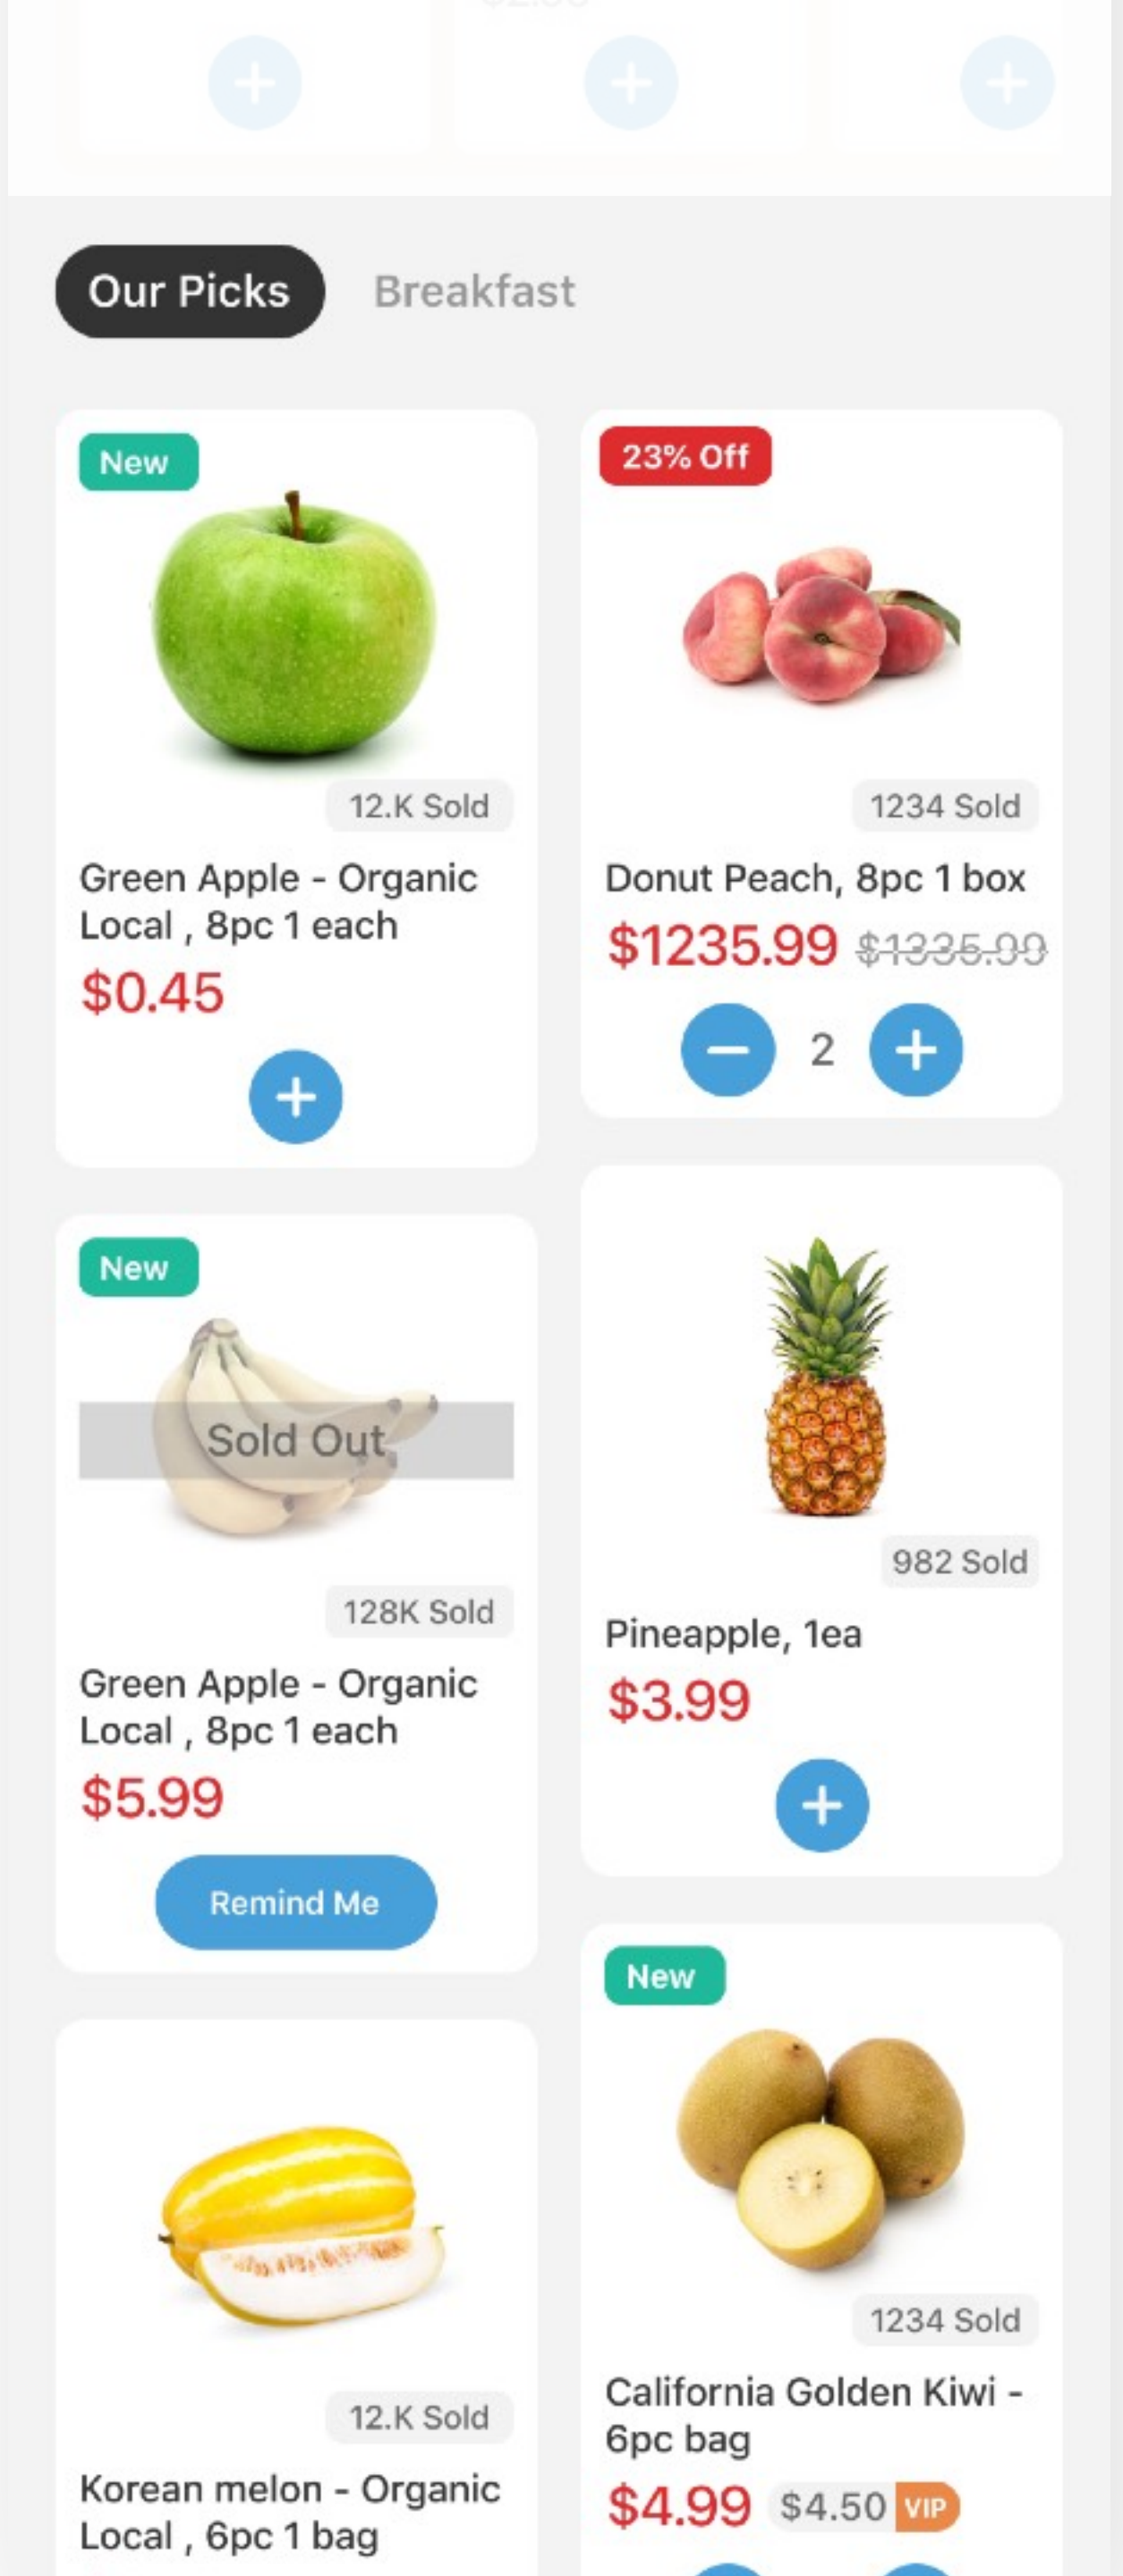 Our Picks
Breakfast
New
12.K Sold
Green Apple - Organic
Local , 8pc 1 each
$0.45
23% Off
1234 Sold
Donut Peach, 8pc 1 box
$1235.99 $1335.99
2
New
Sold Out
128K Sold
Green Apple - Organic
Local , 8pc 1 each
$5.99
Remind Me
982 Sold
Pineapple, 1ea
$3.99
12.K Sold
Korean melon - Organic
Local , 6pc 1 bag
New
1234 Sold
California Golden Kiwi -
6pc bag
$4.99 $4.50 VIP